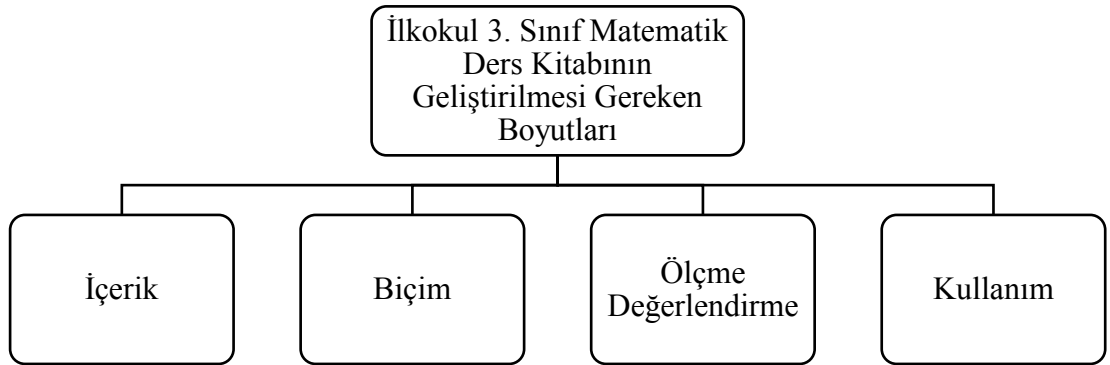 İlkokul 3. Sınıf Matematik
Ders Kitabının
Geliştirilmesi Gereken
Boyutları
İçerik
Biçim
Ölçme
Değerlendirme
Kullanım